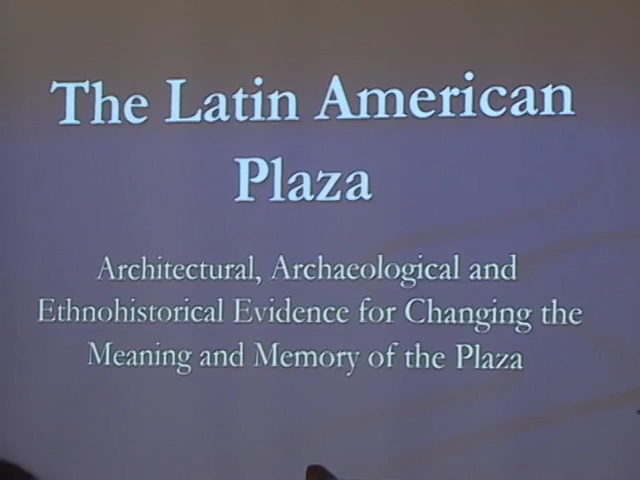 The Latin American
Plaza
Architectural, Archaeological and
Ethnohistorical Evidence for Changing the
Meaning and Memory of the Plaza